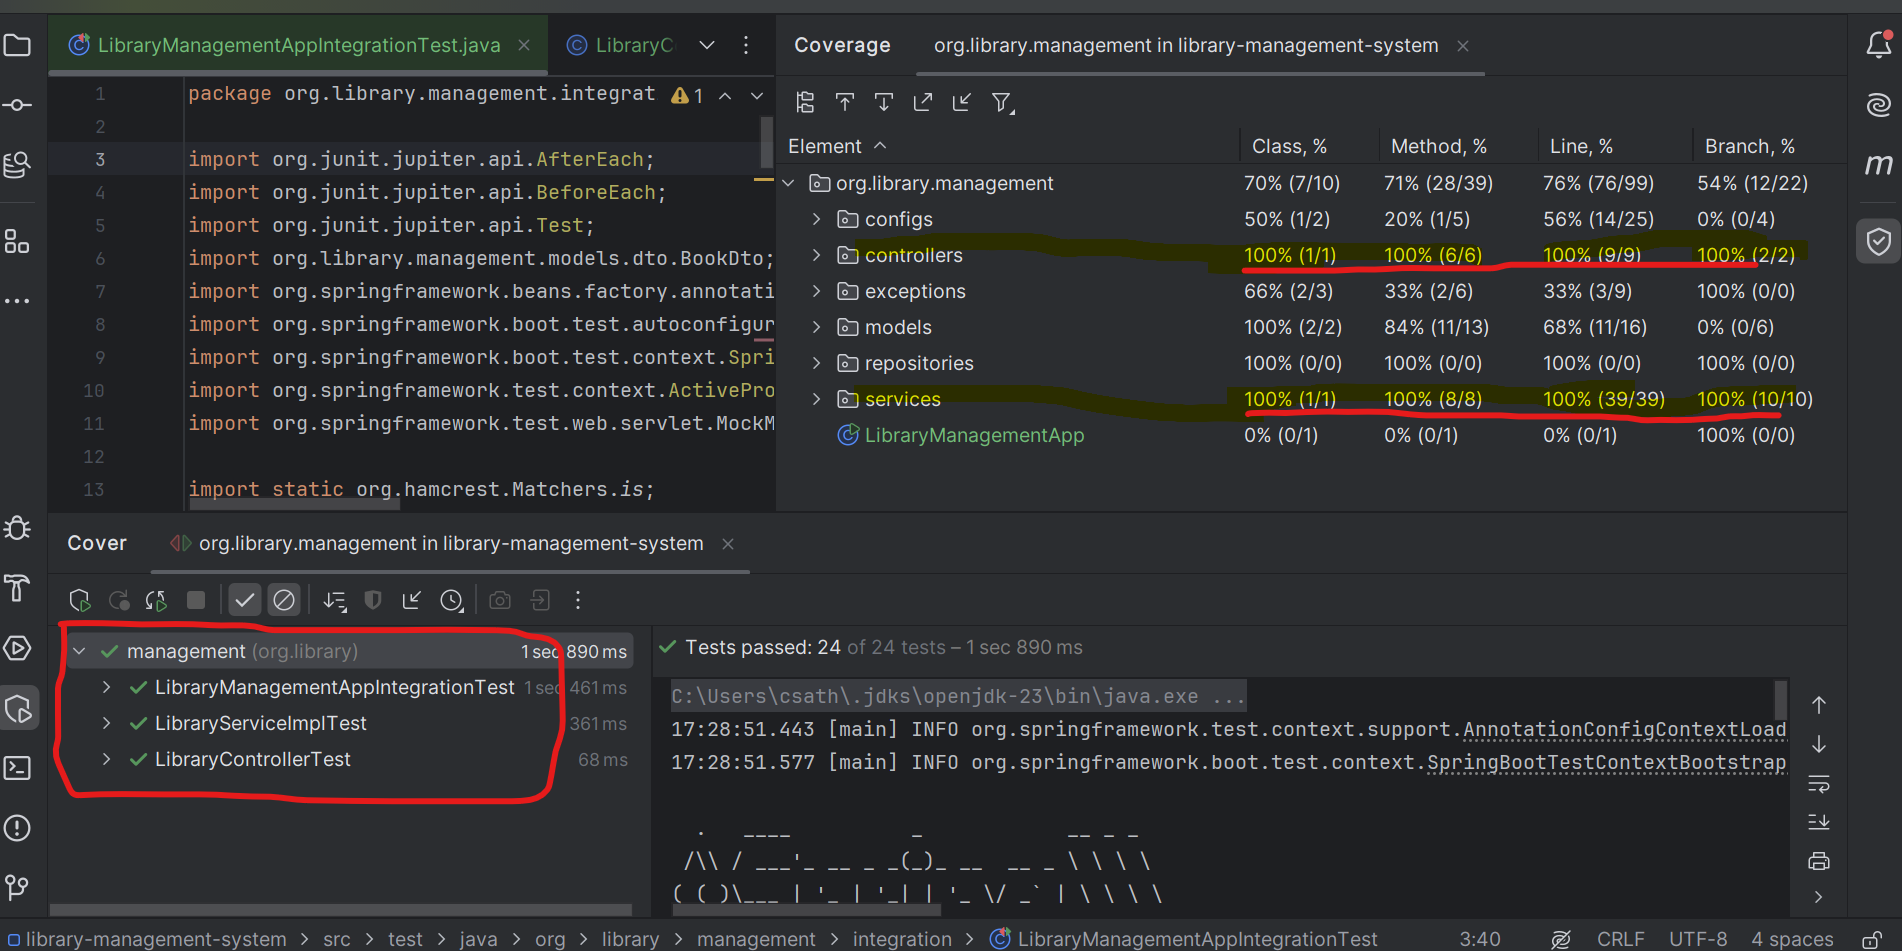 LibraryManagementAppIntegrationTest.java
LibraryC
Coverage org.library.management in library-management-system
1 package org.library.management.integrat 1
2
3 import org.junit.jupiter.api.AfterEach;
4 import org.junit.jupiter.api.BeforeEach;
5 import org.junit.jupiter.api.Test;
6 import org.library.management.models.dto.BookDto;
7 import org.springframework.beans.factory.annotati
8 import org.springframework.boot.test.autoconfigur
9 import org.springframework.boot.test.context.Spri
10 import org.springframework.test.context.ActivePro
11 import org.springframework.test.web.servlet.MockM
12
13 import static org.hamcrest.Matchers.is;
Element Class, % Method, % Line, % Branch, %
org.library.management 70% (7/10) 71% (28/39) 76% (76/99) 54% (12/22)
configs 50% (1/2) 20% (1/5) 56% (14/25) 0% (0/4)
controllers 100% (1/1) 100% (6/6) 100% (9/9) 100% (2/2)
exceptions 66% (2/3) 33% (2/6) 33% (3/9) 100% (0/0)
models 100% (2/2) 84% (11/13) 68% (11/16) 0% (0/6)
repositories 100% (0/0) 100% (0/0) 100% (0/0) 100% (0/0)
services 100% (1/1) 100% (8/8) 100% (39/39) 100% (10/10)
LibraryManagementApp 0% (0/1) 0% (0/1) 0% (0/1) 100% (0/0)
m
Cover org.library.management in library-management-system
management (org.library) 1 sec 890 ms
LibraryManagementAppIntegrationTest 1 sec 461 ms
LibraryServiceImplTest 361 ms
LibraryControllerTest 68 ms
Tests passed: 24 of 24 tests – 1 sec 890 ms
C:\Users\csath\.jdks\openjdk-23\bin\java.exe ...
17:28:51.443 [main] INFO org.springframework.test.context.support.AnnotationConfigContextLoad
17:28:51.577 [main] INFO org.springframework.boot.test.context.SpringBootTestContextBootstrap
  .   ____          _            __ _ _
 /\\ / ___'_ __ _ _(_)_ __  __ _ \ \ \ \
( ( )\___ | '_ | '_| | '_ \/ _` | \ \ \ \
library-management-system > src > test > java > org > library > management > integration > LibraryManagementAppIntegrationTest 3:40 CRLF UTF-8 4 spaces